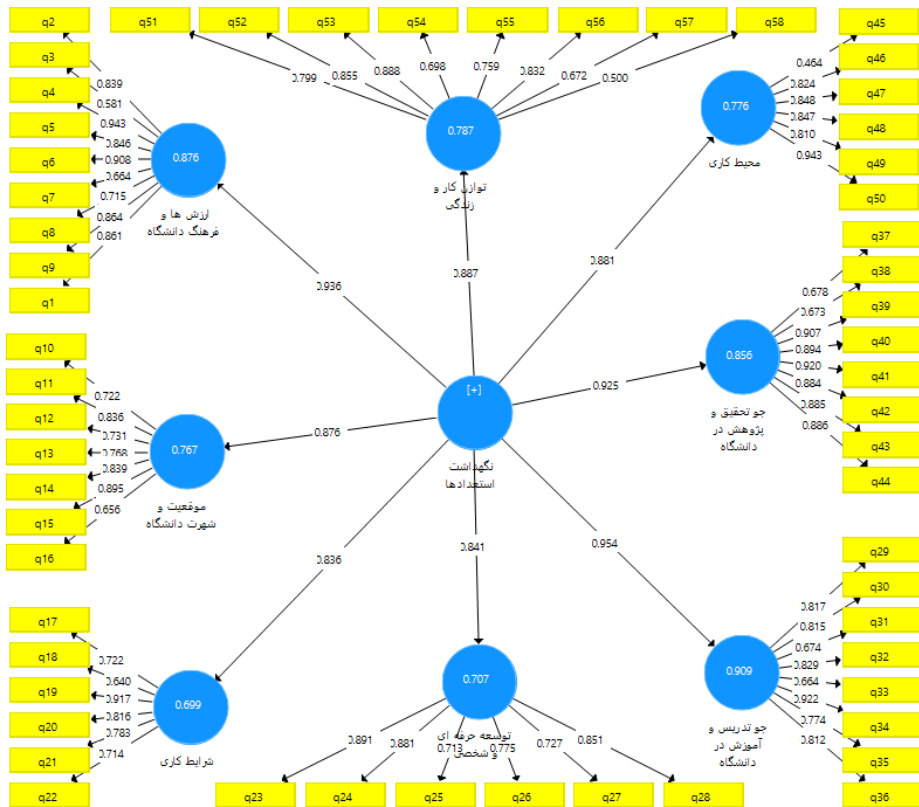 q2
q3
q4
q5
q6
q7
q8
q9
q1
0.839
0.581
0.943
0.846
0.908
0.664
0.715
0.864
0.861
0.876
ارزش ها و
فرهنگ دانشگاه
q51
q52
q53
q54
q55
q56
q57
q58
0.799
0.855
0.888
0.698
0.759
0.832
0.672
0.500
0.787
توازن کار و
زندگی
q45
q46
q47
q48
q49
q50
0.464
0.824
0.848
0.847
0.810
0.943
0.776
محیط کاری
0.936
0.887
0.881
q37
q38
q39
q40
q41
q42
q43
q44
0.678
0.673
0.907
0.894
0.920
0.884
0.885
0.886
0.856
جو تحقیق و
پژوهش در
دانشگاه
0.925
[+]
نگهداشت
استعدادها
0.876
q10
q11
q12
q13
q14
q15
q16
0.722
0.836
0.731
0.768
0.839
0.895
0.656
0.767
موقعیت و
شهرت دانشگاه
0.836
0.841
0.954
q17
q18
q19
q20
q21
q22
0.722
0.640
0.917
0.816
0.783
0.714
0.699
شرایط کاری
0.707
توسعه حرفه ای
و شخصی
0.891
0.881
0.713
0.775
0.727
0.851
q23
q24
q25
q26
q27
q28
q29
q30
q31
q32
q33
q34
q35
q36
0.817
0.815
0.674
0.829
0.664
0.922
0.774
0.812
0.909
جو تدریس و
آموزش در
دانشگاه